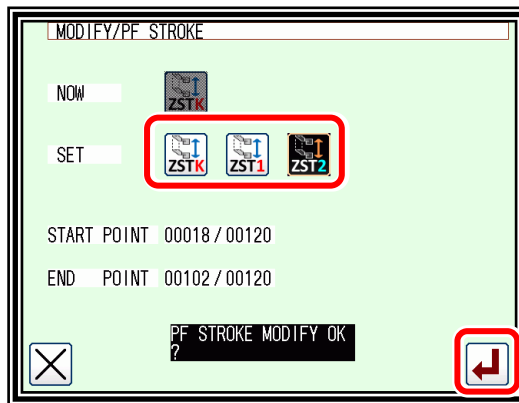 MODIFY/PF STROKE
NOW
ZSTK
SET
ZSTK ZST1 ZST2
START POINT 00018/00120
END POINT 00102/00120
PF STROKE MODIFY OK
?